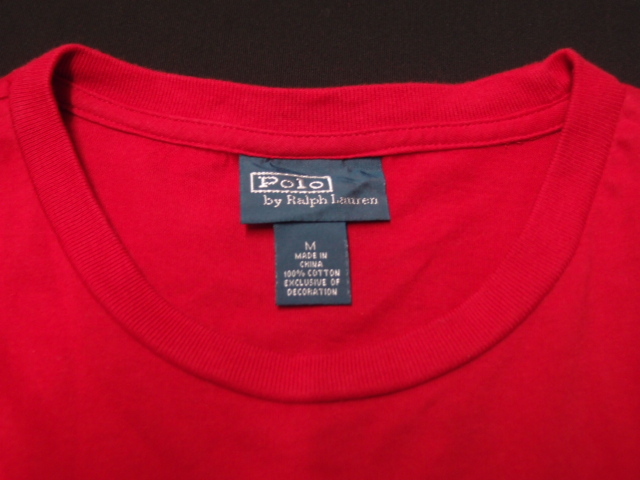 Polo
by Ralph Lauren
M
MADE IN
CHINA
100% COTTON
EXCLUSIVE OF
DECORATION